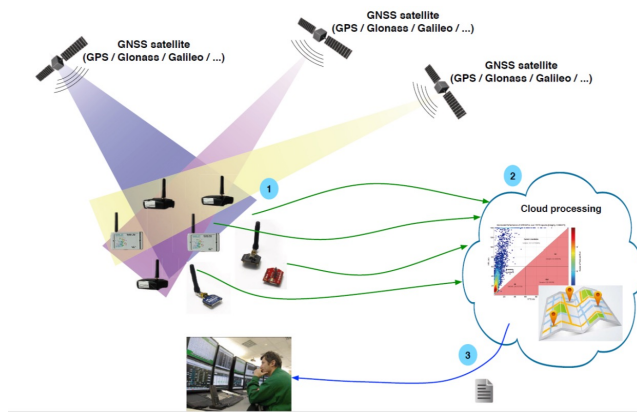 GNSS satellite
(GPS / Glonass / Galileo / ...)
GNSS satellite
(GPS / Glonass / Galileo / ...)
GNSS satellite
(GPS / Glonass / Galileo / ...)
1
2
Cloud processing
3